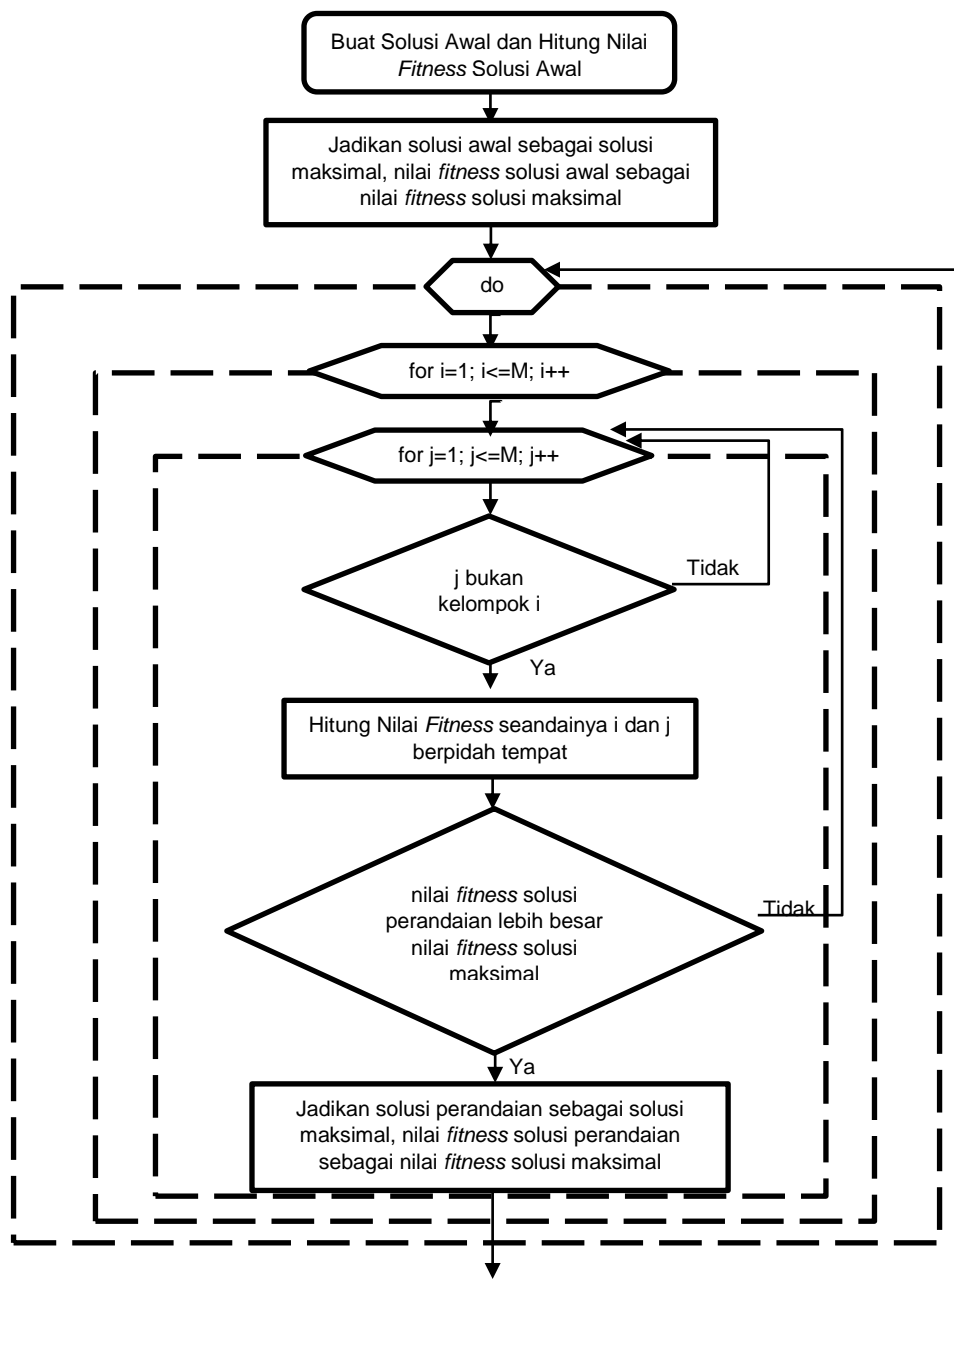 Buat Solusi Awal dan Hitung Nilai
Fitness Solusi Awal
Jadikan solusi awal sebagai solusi
maksimal, nilai fitness solusi awal sebagai
nilai fitness solusi maksimal
do
for i=1; i<=M; i++
for j=1; j<=M; j++
j bukan
kelompok i
Tidak
Ya
Hitung Nilai Fitness seandainya i dan j
berpidah tempat
nilai fitness solusi
perandaian lebih besar
nilai fitness solusi
maksimal
Tidak
Ya
Jadikan solusi perandaian sebagai solusi
maksimal, nilai fitness solusi perandaian
sebagai nilai fitness solusi maksimal